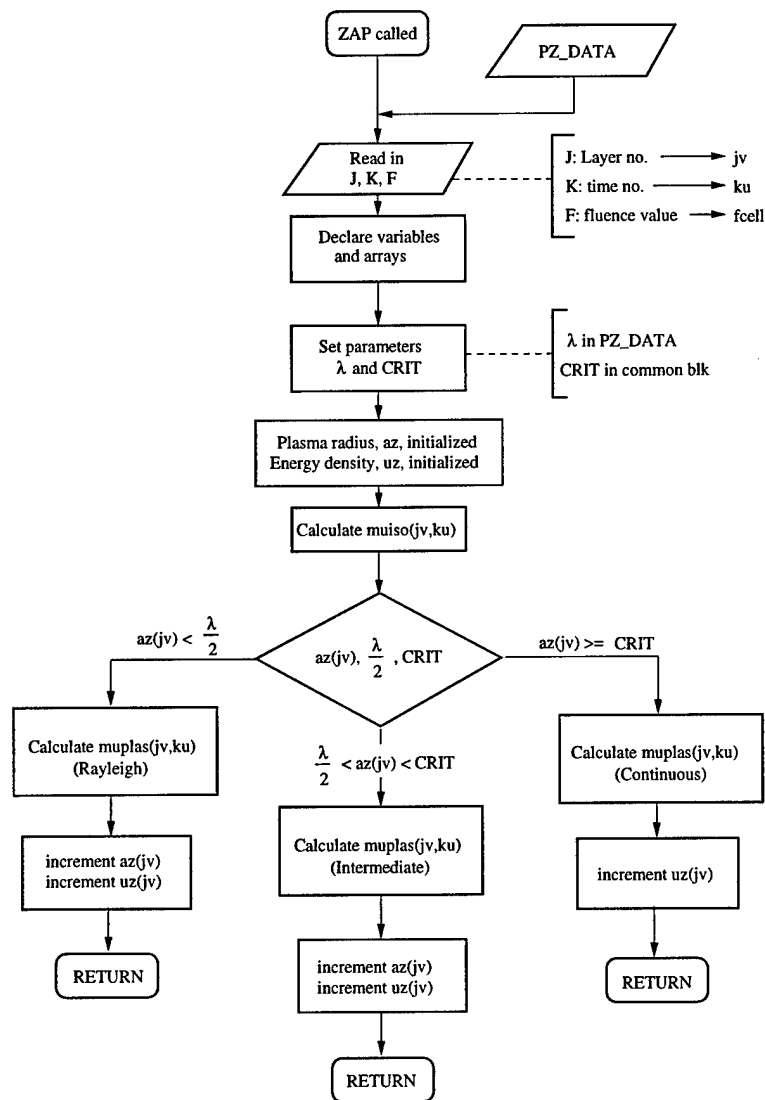 ZAP called
PZ_DATA
Read in
J, K, F
J: Layer no. jv
K: time no. ku
F: fluence value fcell
Declare variables
and arrays
Set parameters
λ and CRIT
λ in PZ_DATA
CRIT in common blk
Plasma radius, az, initialized
Energy density, uz, initialized
Calculate muiso(jv,ku)
az(jv) < λ/2
az(jv), λ/2 , CRIT
az(jv) >= CRIT
Calculate muplas(jv,ku)
(Rayleigh)
λ/2 < az(jv) < CRIT
Calculate muplas(jv,ku)
(Continuous)
Calculate muplas(jv,ku)
(Intermediate)
increment az(jv)
increment uz(jv)
increment uz(jv)
RETURN
increment az(jv)
increment uz(jv)
RETURN
RETURN